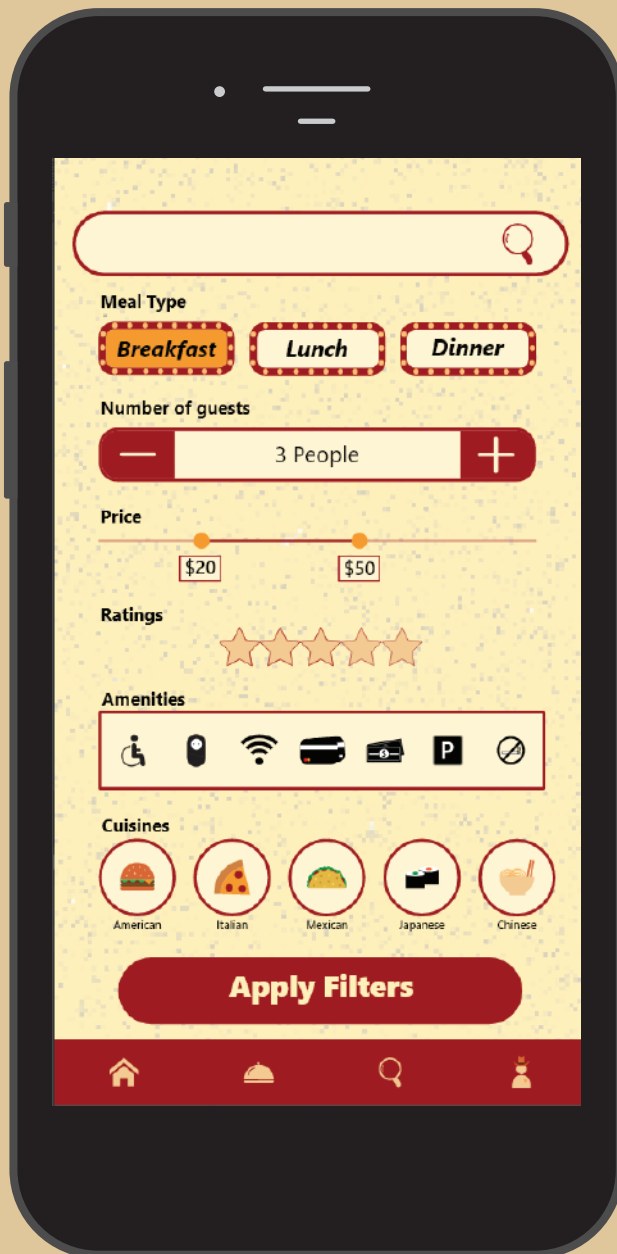 Meal Type
Breakfast Lunch Dinner
Number of guests
3 People
Price
$20 $50
Ratings
Amenities
P
Cuisines
American Italian Mexican Japanese Chinese
Apply Filters